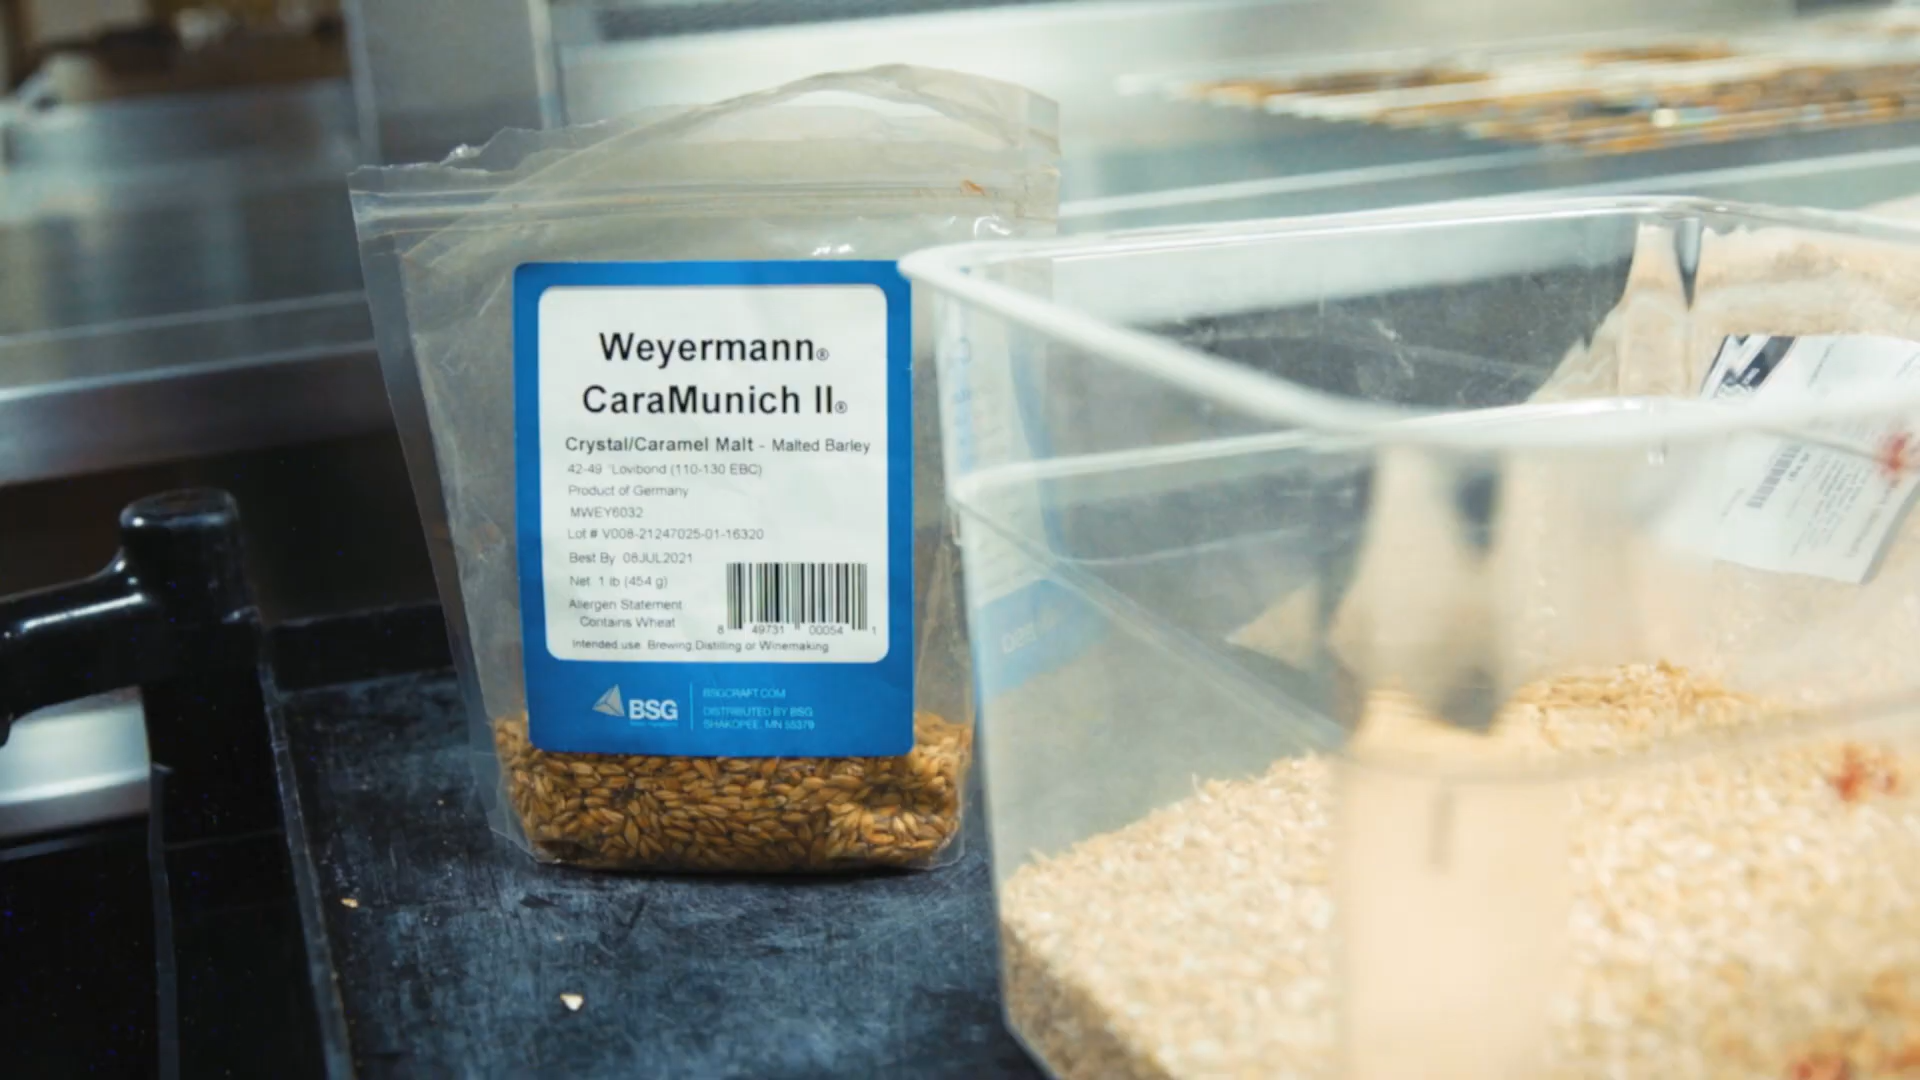 Weyermann®
CaraMunich II®
Crystal/Caramel Malt - Malted Barley
42-49 °Lovibond (110-130 EBC)
Product of Germany
MWEY6032
Lot # V008-21247025-01-16320
Best By 08JUL2021
Net 1 lb (454 g)
Allergen Statement
Contains Wheat
8 49731 00054 1
Intended use Brewing,Distilling or Winemaking
BSG
BSGCRAFT.COM
DISTRIBUTED BY BSG
SHAKOPEE, MN 55379